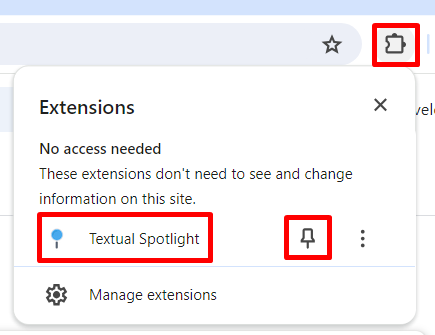 Extensions
No access needed
These extensions don't need to see and change
information on this site.
Textual Spotlight
Manage extensions